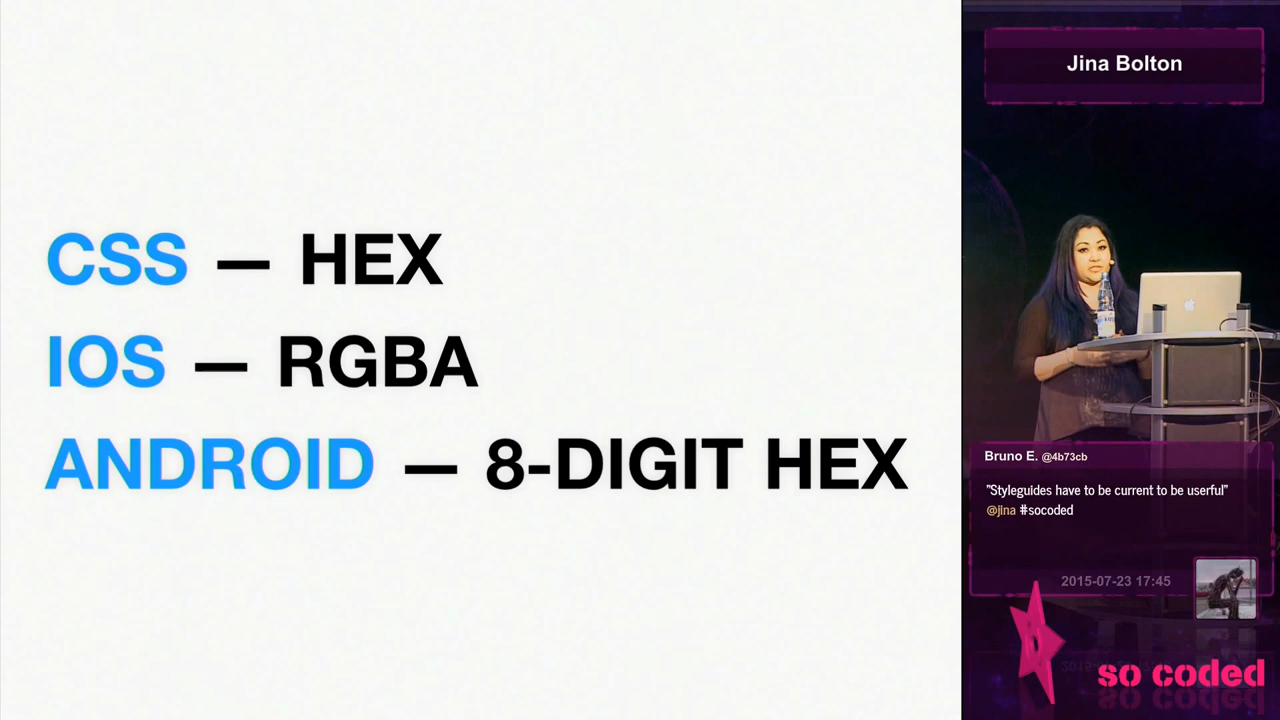 CSS — HEX
IOS — RGBA
ANDROID — 8-DIGIT HEX
Jina Bolton
Bruno E. @4b73cb
"Styleguides have to be current to be userful"
@jina #socoded
2015-07-23 17:45
so coded